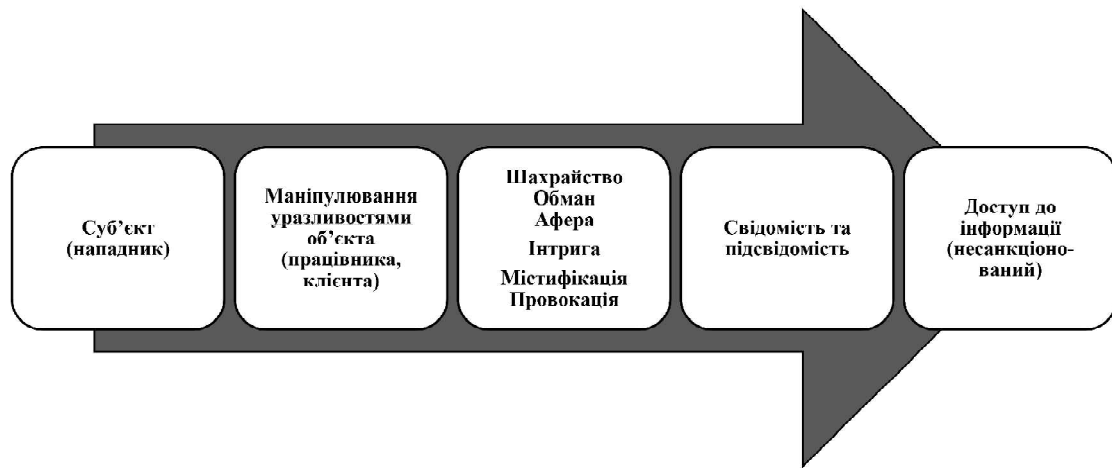 Суб’єкт
(нападник)
Маніпулювання
уразливостями
об’єкта
(працівника,
клієнта)
Шахрайство
Обман
Афера
Інтрига
Містифікація
Провокація
Свідомість та
підсвідомість
Доступ до
інформації
(несанкціоно-
ваний)